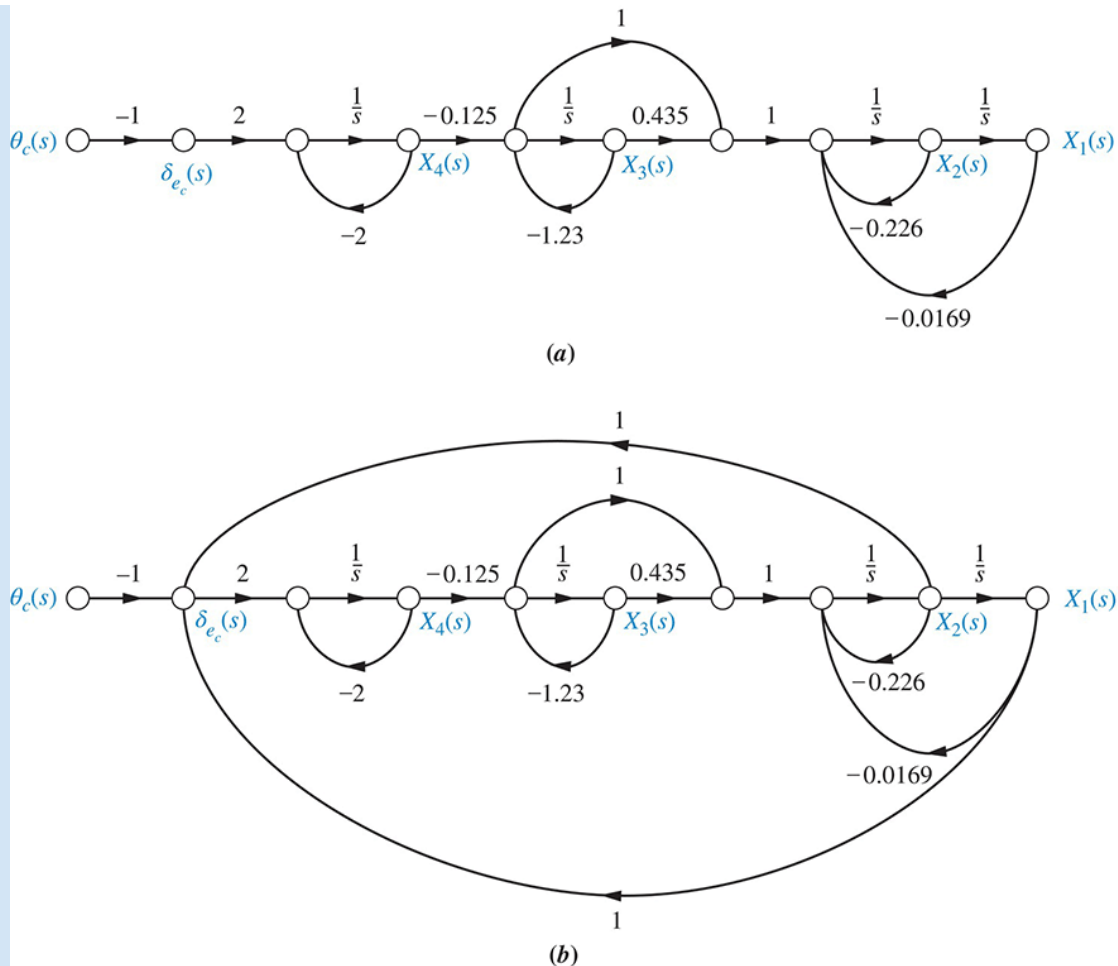 1
−1 2 1/s −0.125 1/s 0.435 1 1/s 1/s
θc(s) X4(s) X3(s) X2(s) X1(s)
δec(s)
−2 −1.23 −0.226
−0.0169
(a)
1
1
−1 2 1/s −0.125 1/s 0.435 1 1/s 1/s
θc(s) δec(s) X4(s) X3(s) X2(s) X1(s)
−2 −1.23 −0.226
−0.0169
1
(b)